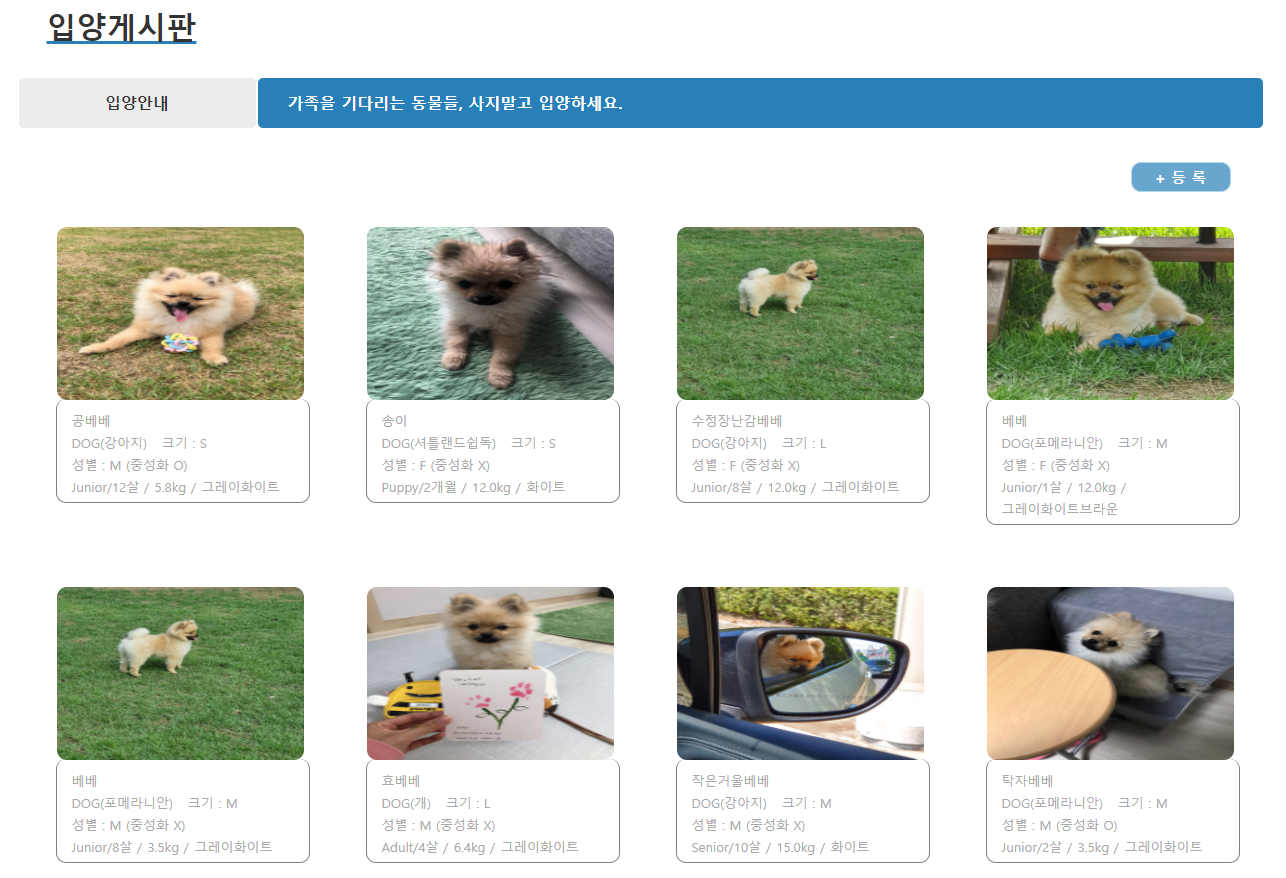 입양게시판
입양안내
가족을 기다리는 동물들, 사지말고 입양하세요.
+ 등 록
공베베
DOG(강아지) 크기 : S
성별 : M (중성화 O)
Junior/12살 / 5.8kg / 그레이화이트
송이
DOG(셔틀랜드쉽독) 크기 : S
성별 : F (중성화 X)
Puppy/2개월 / 12.0kg / 화이트
수정장난감베베
DOG(강아지) 크기 : L
성별 : F (중성화 X)
Junior/8살 / 12.0kg / 그레이화이트
베베
DOG(포메라니안) 크기 : M
성별 : F (중성화 X)
Junior/1살 / 12.0kg /
그레이화이트브라운
베베
DOG(포메라니안) 크기 : M
성별 : M (중성화 X)
Junior/8살 / 3.5kg / 그레이화이트
효베베
DOG(개) 크기 : L
성별 : M (중성화 X)
Adult/4살 / 6.4kg / 그레이화이트
작은거울베베
DOG(강아지) 크기 : M
성별 : M (중성화 X)
Senior/10살 / 15.0kg / 화이트
탁자베베
DOG(포메라니안) 크기 : M
성별 : M (중성화 O)
Junior/2살 / 3.5kg / 그레이화이트